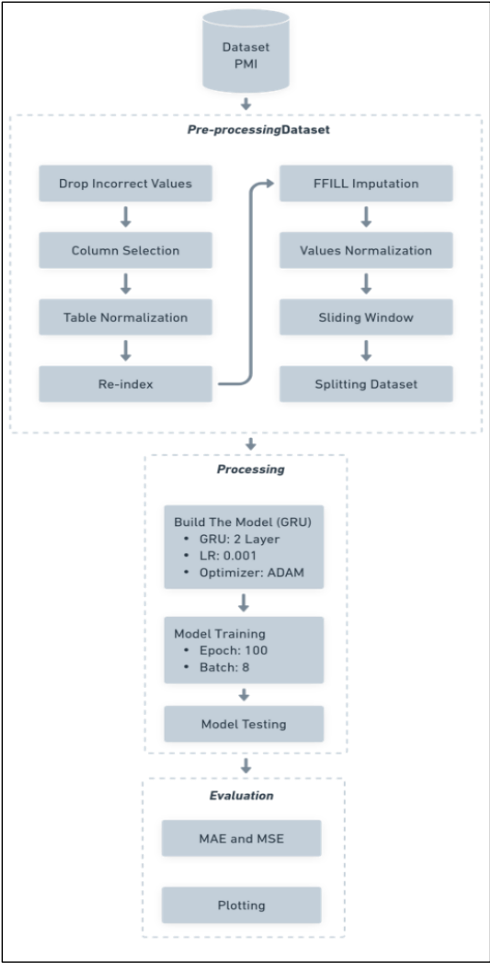 Dataset
PMI
Pre-processingDataset
Drop Incorrect Values
Column Selection
Table Normalization
Re-index
FFILL Imputation
Values Normalization
Sliding Window
Splitting Dataset
Processing
Build The Model (GRU)
• GRU: 2 Layer
• LR: 0.001
• Optimizer: ADAM
Model Training
• Epoch: 100
• Batch: 8
Model Testing
Evaluation
MAE and MSE
Plotting